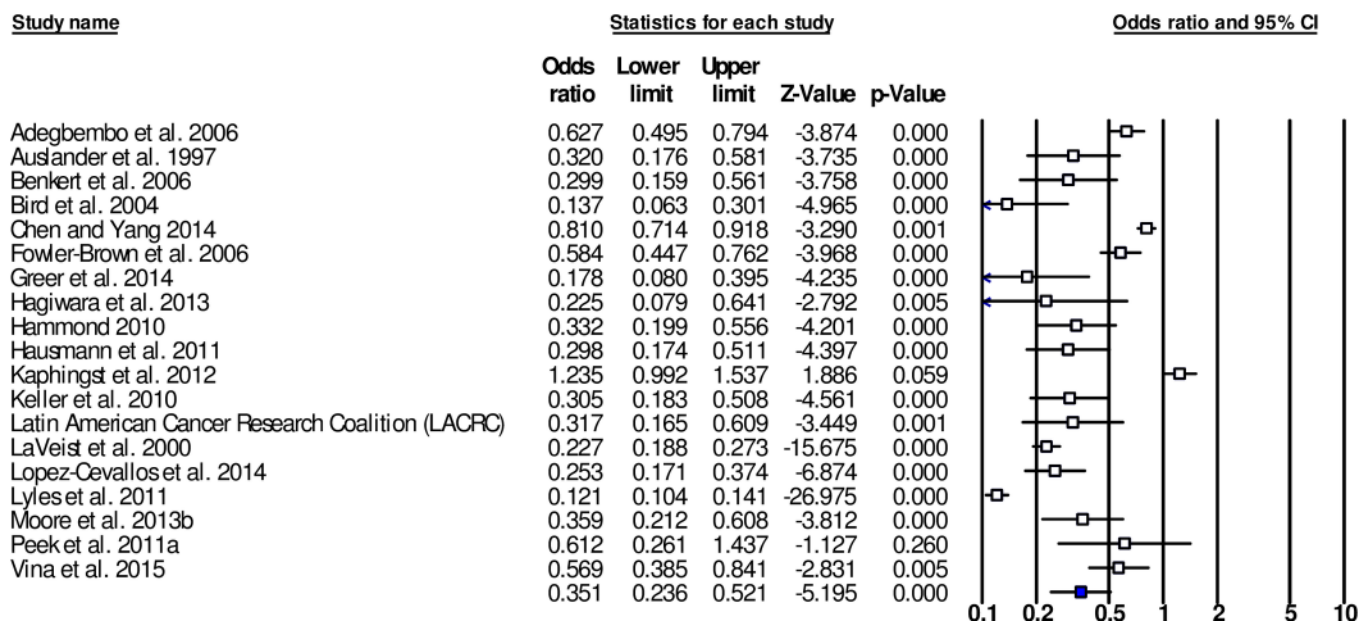 Study name Statistics for each study Odds ratio and 95% CI
Odds Lower Upper
ratio limit limit Z-Value p-Value
Adegbembo et al. 2006 0.627 0.495 0.794 -3.874 0.000
Auslander et al. 1997 0.320 0.176 0.581 -3.735 0.000
Benkert et al. 2006 0.299 0.159 0.561 -3.758 0.000
Bird et al. 2004 0.137 0.063 0.301 -4.965 0.000
Chen and Yang 2014 0.810 0.714 0.918 -3.290 0.001
Fowler-Brown et al. 2006 0.584 0.447 0.762 -3.968 0.000
Greer et al. 2014 0.178 0.080 0.395 -4.235 0.000
Hagiwara et al. 2013 0.225 0.079 0.641 -2.792 0.005
Hammond 2010 0.332 0.199 0.556 -4.201 0.000
Hausmann et al. 2011 0.298 0.174 0.511 -4.397 0.000
Kaphingst et al. 2012 1.235 0.992 1.537 1.886 0.059
Keller et al. 2010 0.305 0.183 0.508 -4.561 0.000
Latin American Cancer Research Coalition (LACRC) 0.317 0.165 0.609 -3.449 0.001
LaVeist et al. 2000 0.227 0.188 0.273 -15.675 0.000
Lopez-Cevallos et al. 2014 0.253 0.171 0.374 -6.874 0.000
Lyles et al. 2011 0.121 0.104 0.141 -26.975 0.000
Moore et al. 2013b 0.359 0.212 0.608 -3.812 0.000
Peek et al. 2011a 0.612 0.261 1.437 -1.127 0.260
Vina et al. 2015 0.569 0.385 0.841 -2.831 0.005
0.351 0.236 0.521 -5.195 0.000
0.1 0.2 0.5 1 2 5 10